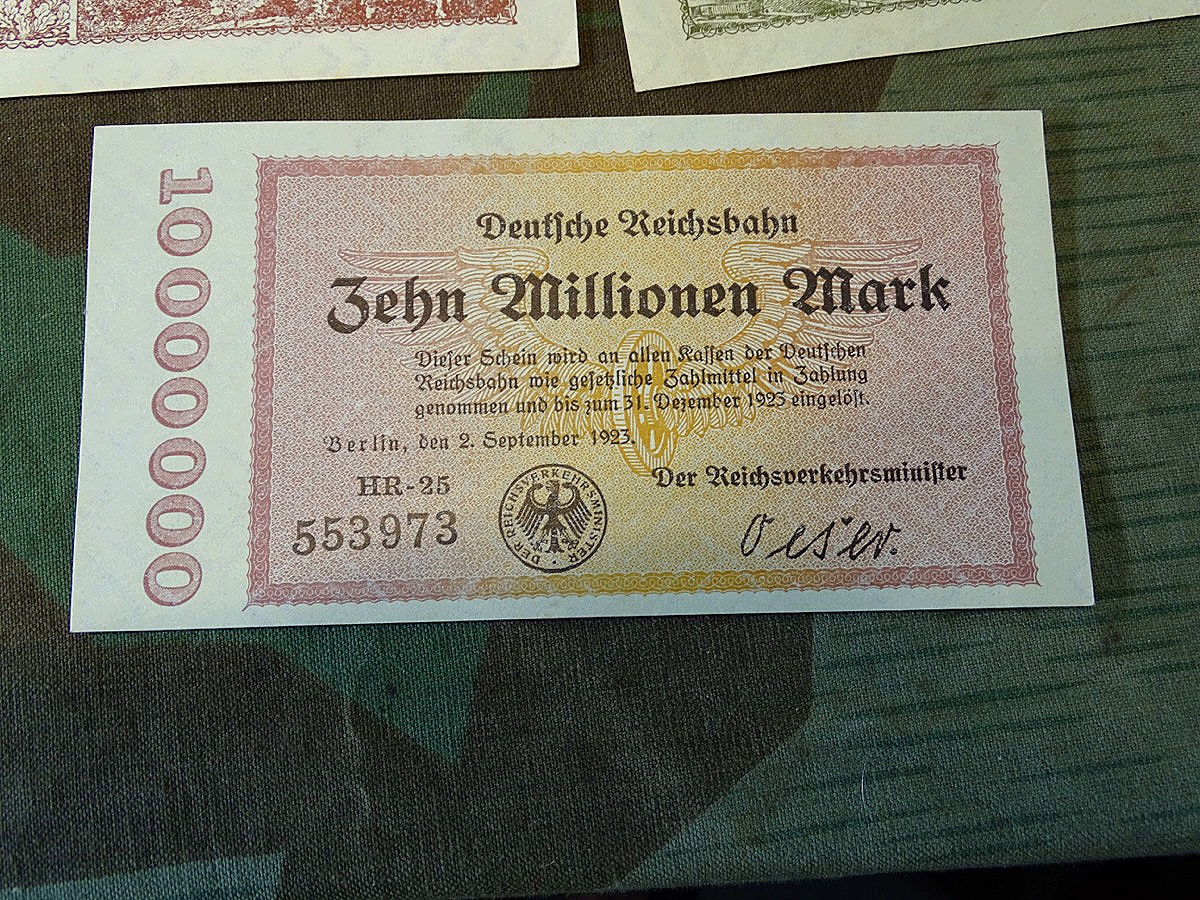 10000000
Deutsche Reichsbahn
Zehn Millionen Mark
Dieser Schein wird an allen Kassen der Deutschen
Reichsbahn wie gesetzliche Zahlmittel in Zahlung
genommen und bis zum 31. Dezember 1923 eingelöst.
Berlin, den 2. September 1923.
HR-25
553973
DER REICHSVERKEHRSMINISTER
Der Reichsverkehrsminister
Oeser.